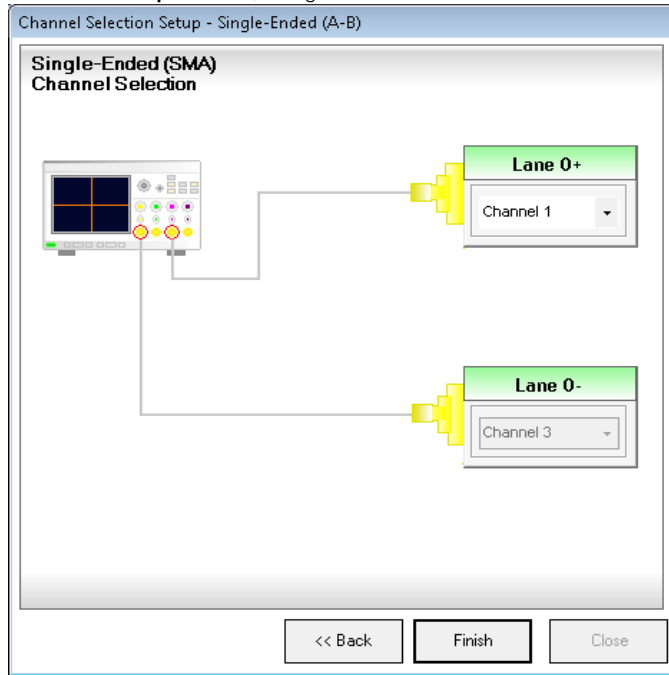 Channel Selection Setup - Single-Ended (A-B)
Single-Ended (SMA)
Channel Selection
Lane 0+
Channel 1
Lane 0-
Channel 3
<< Back
Finish
Close